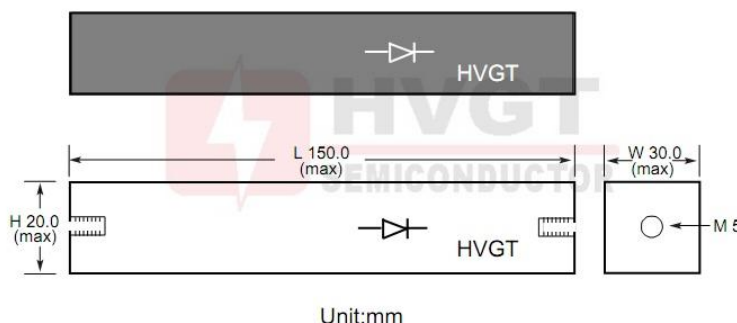 HVGT
HVGT
SEMICONDUCTOR
L 150.0
(max)
W 30.0
(max)
H 20.0
(max)
M 5
HVGT
Unit:mm